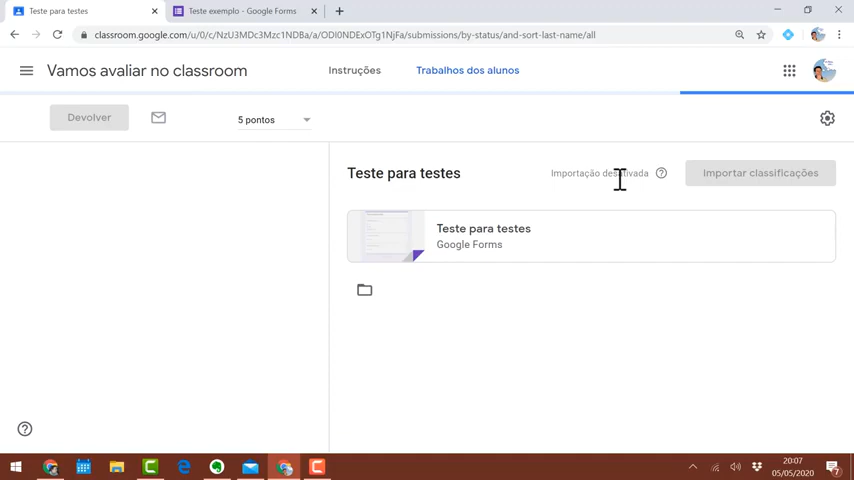 Teste para testes
Teste exemplo - Google Forms
classroom.google.com/u/0/c/NzU3MDc3Mzc1NDBa/a/ODI0NDExOTg1NjFa/submissions/by-status/and-sort-last-name/all
Vamos avaliar no classroom
Instruções
Trabalhos dos alunos
Devolver
5 pontos
Teste para testes
Importação desativada
Importar classificações
Teste para testes
Google Forms
20:07
05/05/2020
7